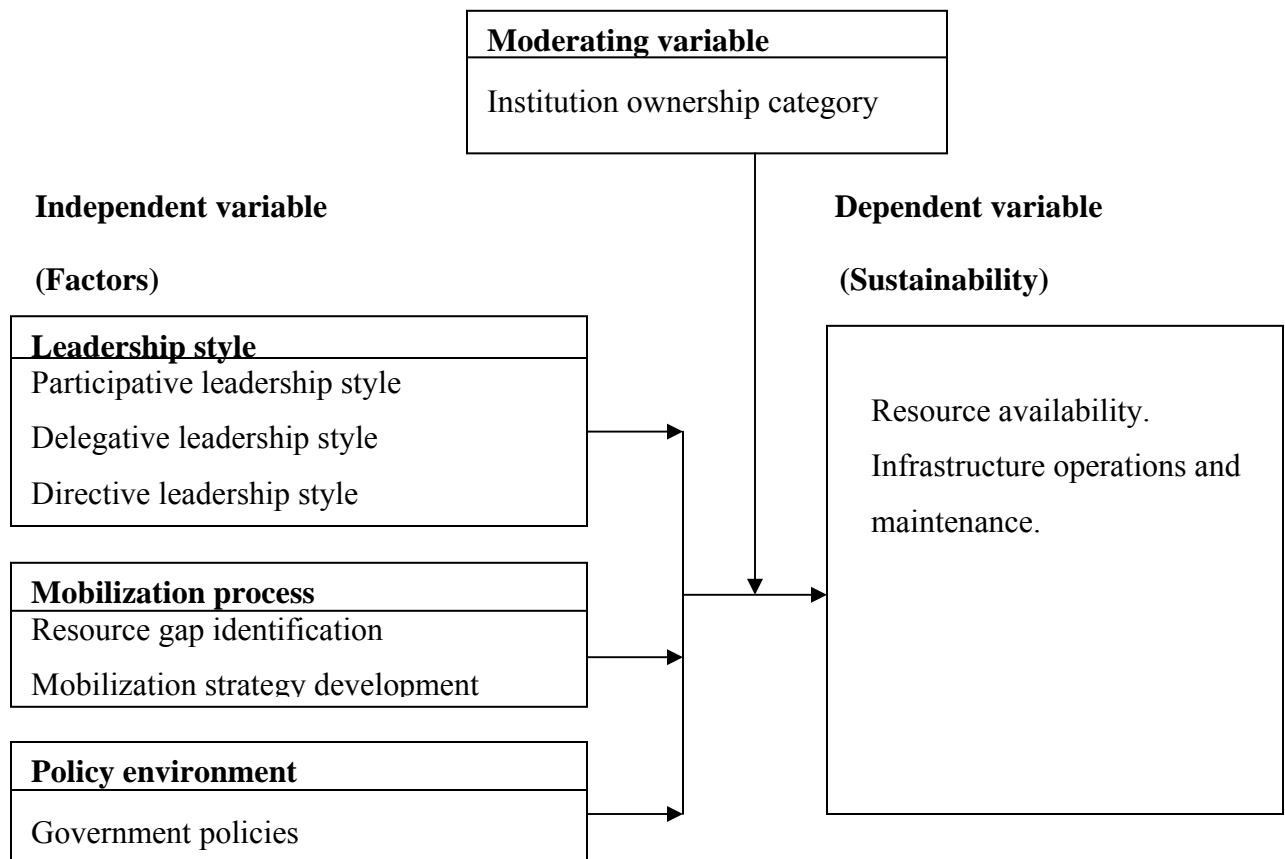 Moderating variable
Institution ownership category
Independent variable
(Factors)
Dependent variable
(Sustainability)
Leadership style
Participative leadership style
Delegative leadership style
Directive leadership style
Mobilization process
Resource gap identification
Mobilization strategy development
Policy environment
Government policies
Resource availability.
Infrastructure operations and
maintenance.